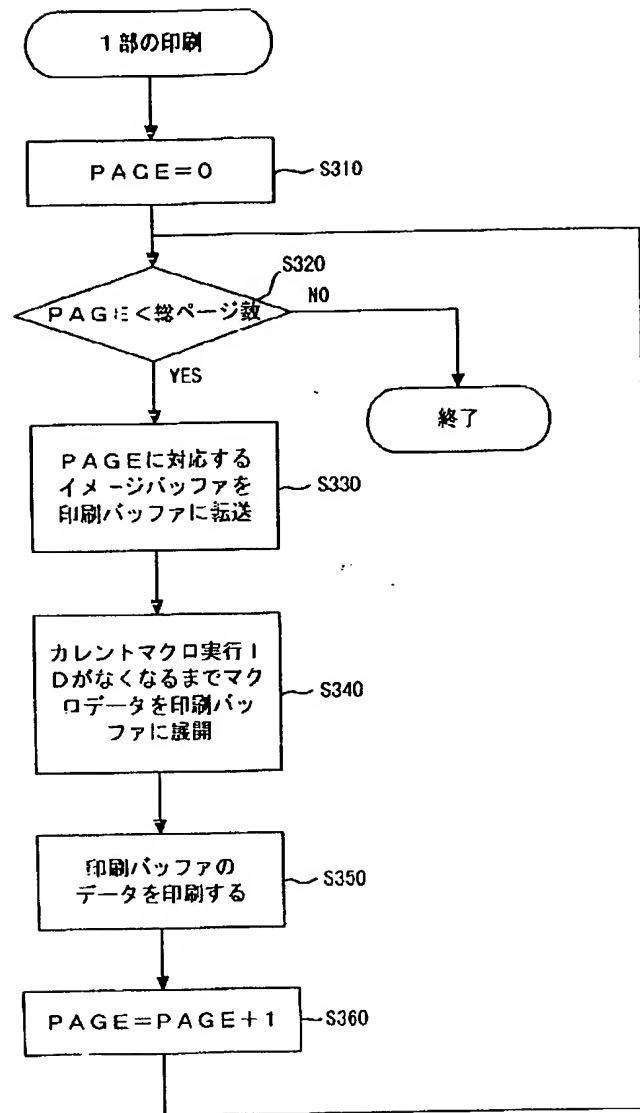 1部の印刷
PAGE=0
S310
S320
PAGE<総ページ数
NO
YES
終了
PAGEに対応する
イメージバッファを
印刷バッファに転送
S330
カレントマクロ実行I
Dがなくなるまでマク
ロデータを印刷バッ
ファに展開
S340
印刷バッファの
データを印刷する
S350
PAGE=PAGE+1
S360